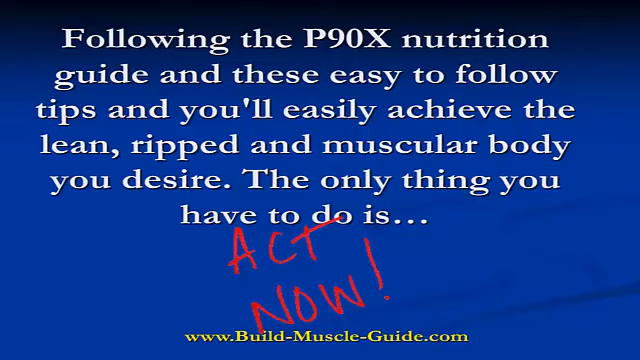 Following the P90X nutrition
guide and these easy to follow
tips and you'll easily achieve the
lean, ripped and muscular body
you desire. The only thing you
have to do is...
ACT
NOW!
www.Build-Muscle-Guide.com